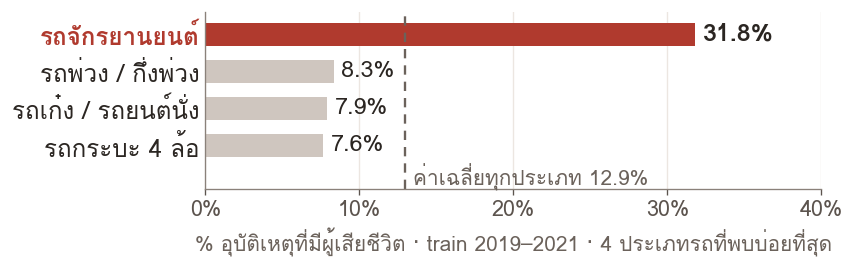 รถจักรยานยนต์ 31.8%
รถพ่วง / กึ่งพ่วง 8.3%
รถเก๋ง / รถยนต์นั่ง 7.9%
รถกระบะ 4 ล้อ 7.6%
ค่าเฉลี่ยทุกประเภท 12.9%
0% 10% 20% 30% 40%
% อุบัติเหตุที่มีผู้เสียชีวิต · train 2019–2021 · 4 ประเภทรถที่พบบ่อยที่สุด